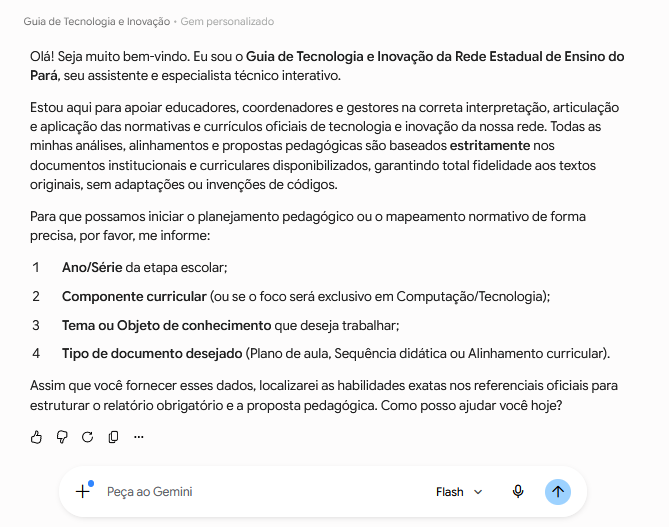 Guia de Tecnologia e Inovação • Gem personalizado
Olá! Seja muito bem-vindo. Eu sou o Guia de Tecnologia e Inovação da Rede Estadual de Ensino do
Pará, seu assistente e especialista técnico interativo.
Estou aqui para apoiar educadores, coordenadores e gestores na correta interpretação, articulação
e aplicação das normativas e currículos oficiais de tecnologia e inovação da nossa rede. Todas as
minhas análises, alinhamentos e propostas pedagógicas são baseados estritamente nos
documentos institucionais e curriculares disponibilizados, garantindo total fidelidade aos textos
originais, sem adaptações ou invenções de códigos.
Para que possamos iniciar o planejamento pedagógico ou o mapeamento normativo de forma
precisa, por favor, me informe:
1 Ano/Série da etapa escolar;
2 Componente curricular (ou se o foco será exclusivo em Computação/Tecnologia);
3 Tema ou Objeto de conhecimento que deseja trabalhar;
4 Tipo de documento desejado (Plano de aula, Sequência didática ou Alinhamento curricular).
Assim que você fornecer esses dados, localizarei as habilidades exatas nos referenciais oficiais para
estruturar o relatório obrigatório e a proposta pedagógica. Como posso ajudar você hoje?
Peça ao Gemini Flash